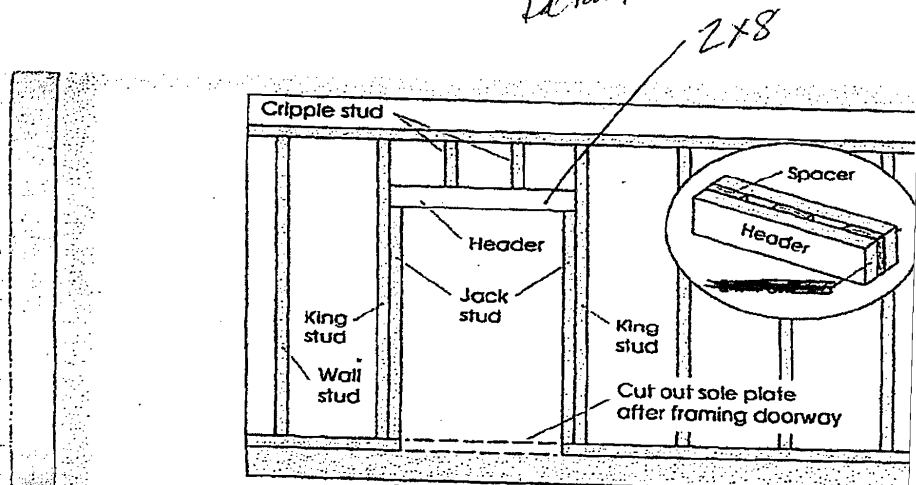 2x8
Cripple stud
Spacer
Header
Header
Jack
stud
King
stud
King
stud
Wall
stud
Cut out sole plate
after framing doorway